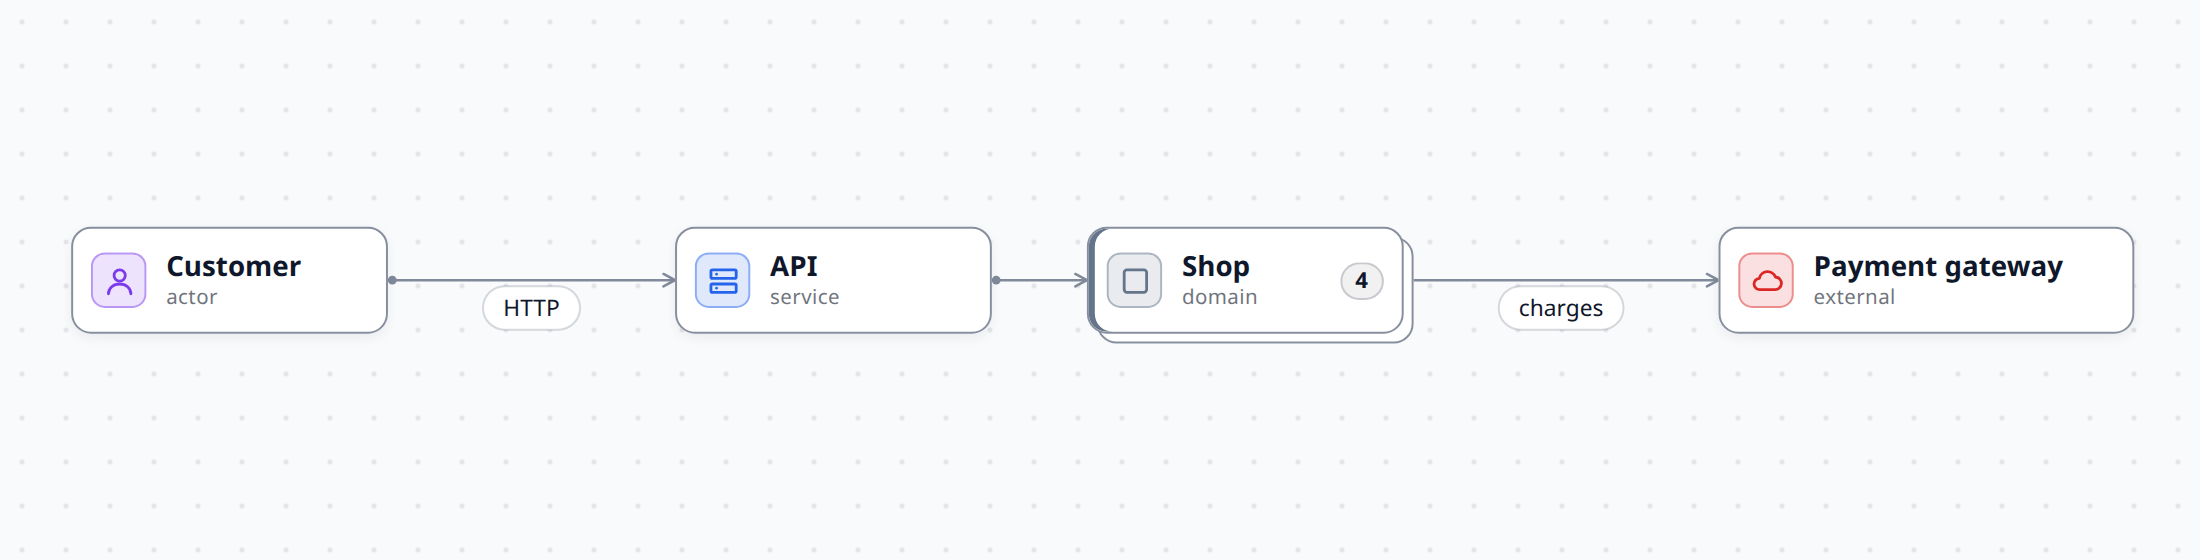 Customer
actor
HTTP
API
service
Shop
domain
4
charges
Payment gateway
external